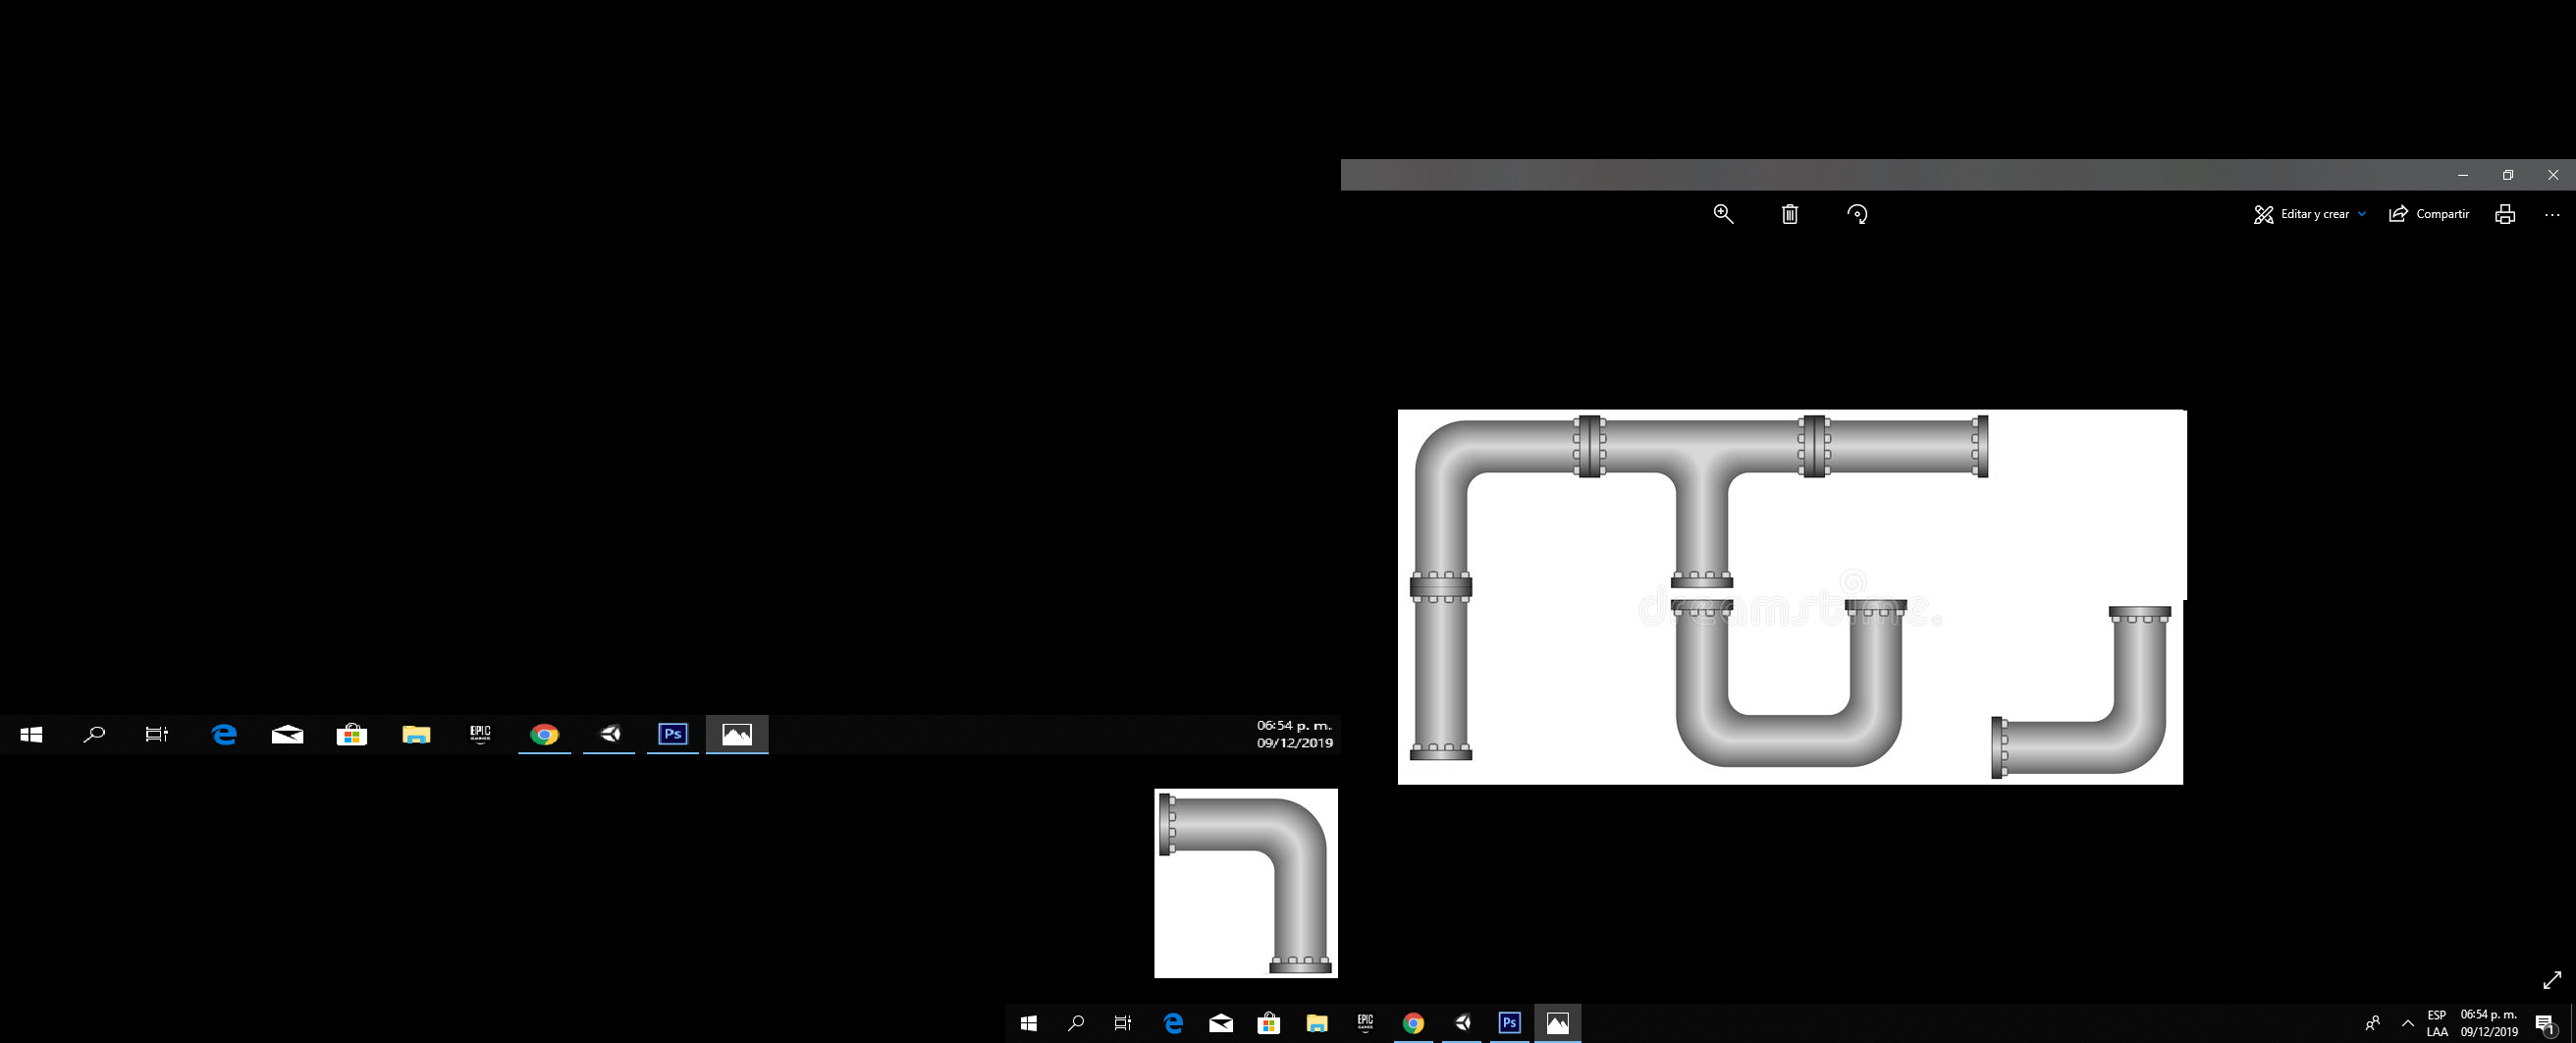 Editar y crear
Compartir
dreamstime.
EPIC
GAMES
Ps
06:54 p. m.
09/12/2019
EPIC
GAMES
Ps
ESP
LAA
06:54 p. m.
09/12/2019
1